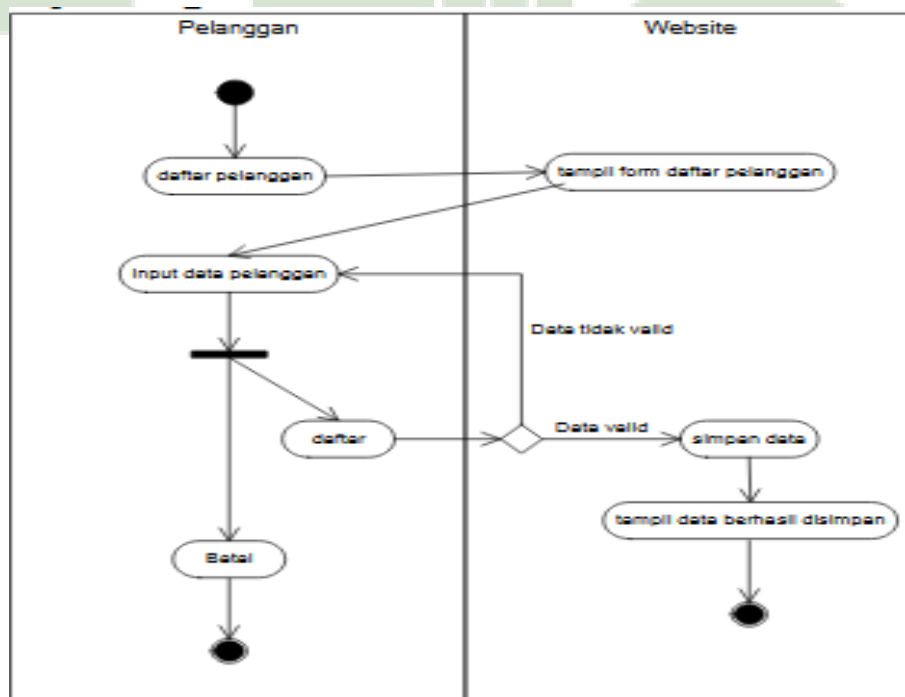 Pelanggan
Website
daftar pelanggan
tampil form daftar pelanggan
Input data pelanggan
Data tidak valid
daftar
Data valid
simpan data
tampil data berhasil disimpan
Batal